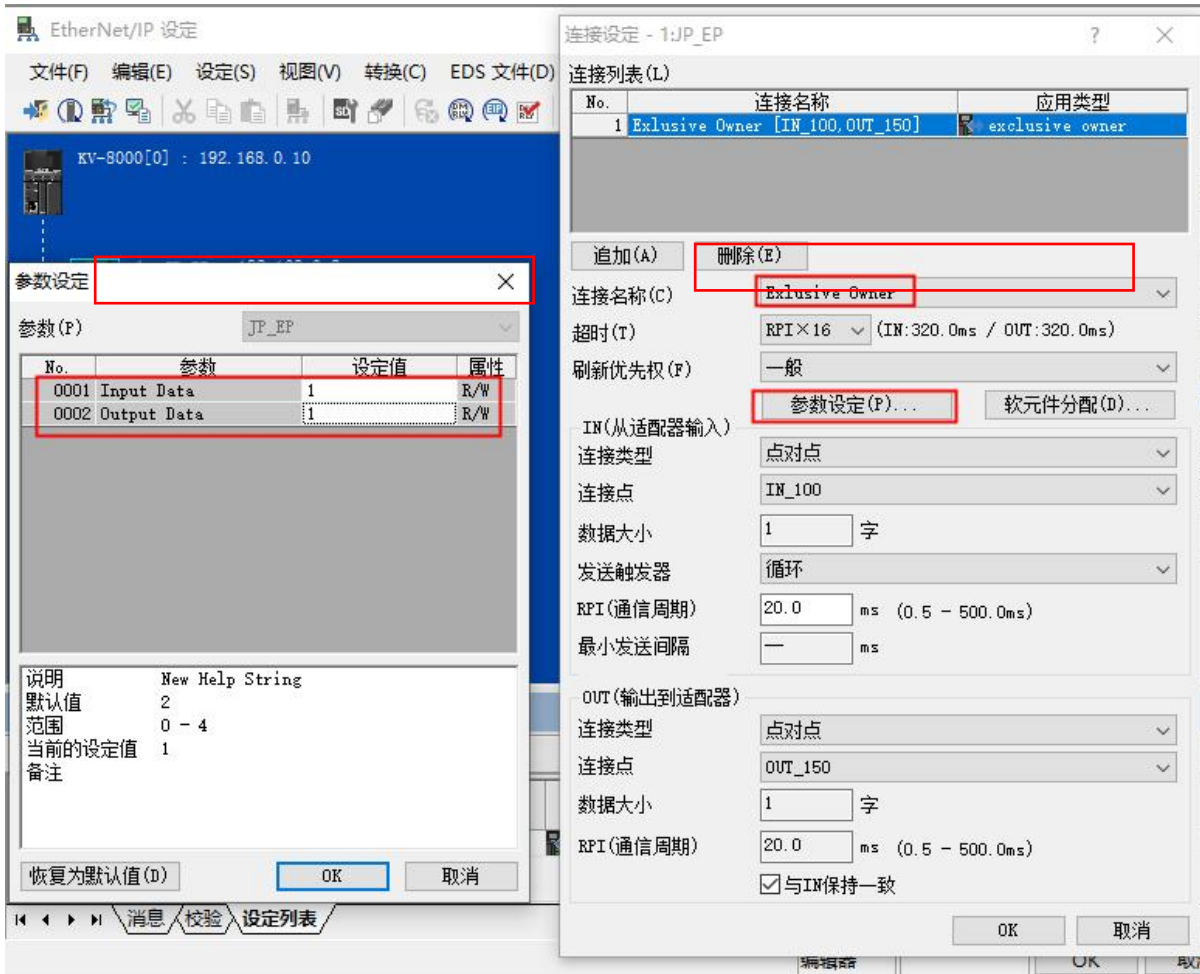 EtherNet/IP 设定
文件(F) 编辑(E) 设定(S) 视图(V) 转换(C) EDS 文件(D)
KV-8000[0] : 192.168.0.10
参数设定
参数(P) JP_EP
No. 参数 设定值 属性
0001 Input Data 1 R/W
0002 Output Data 1 R/W
说明 New Help String
默认值 2
范围 0 - 4
当前的设定值 1
备注
恢复为默认值(D) OK 取消
消息 校验 设定列表
连接设定 - 1:JP_EP
连接列表(L)
No. 连接名称 应用类型
1 Exlusive Owner [IN_100,OUT_150] exclusive owner
追加(A) 删除(E)
连接名称(C) Exlusive Owner
超时(T) RPI×16 (IN:320.0ms / OUT:320.0ms)
刷新优先权(F) 一般
参数设定(P)... 软元件分配(D)...
IN(从适配器输入)
连接类型 点对点
连接点 IN_100
数据大小 1 字
发送触发器 循环
RPI(通信周期) 20.0 ms (0.5 - 500.0ms)
最小发送间隔 — ms
OUT(输出到适配器)
连接类型 点对点
连接点 OUT_150
数据大小 1 字
RPI(通信周期) 20.0 ms (0.5 - 500.0ms)
与IN保持一致
OK 取消
编辑器 OK